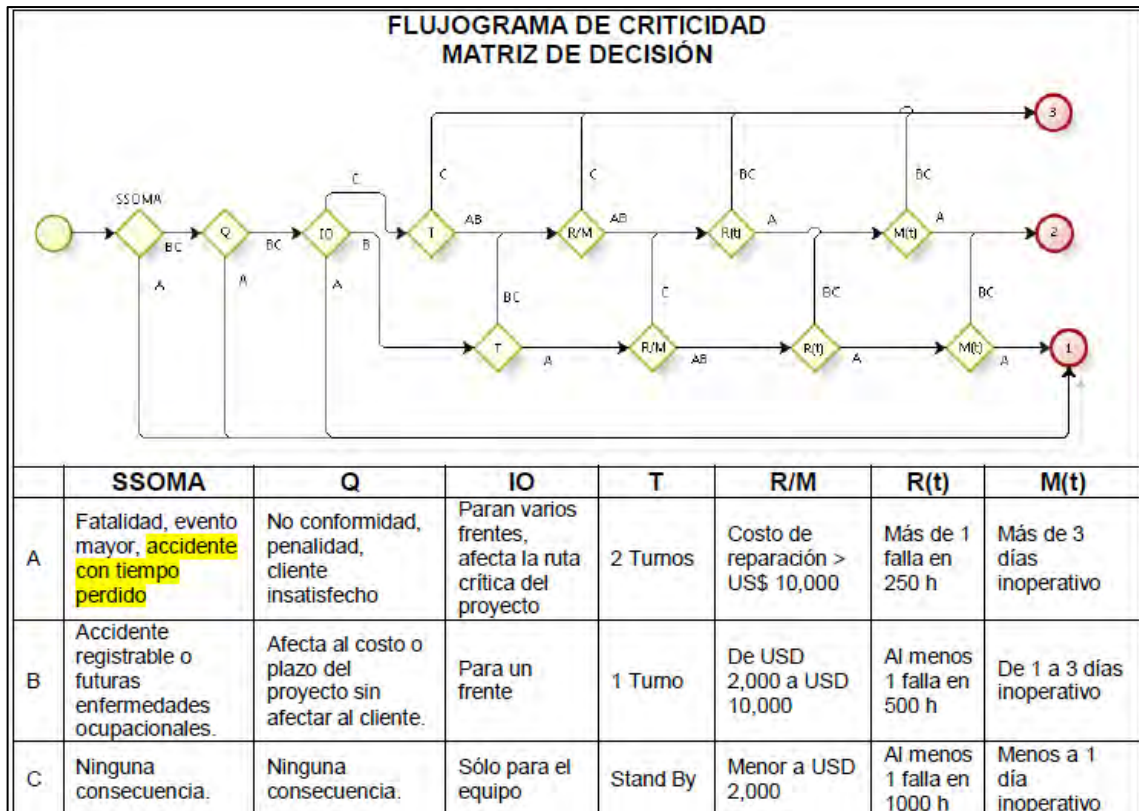 FLUJOGRAMA DE CRITICIDAD
MATRIZ DE DECISIÓN
3
C
C
BC
BC
C
SSOMA
BC
Q
BC
IO
B
T
AB
R/M
AB
R(t)
A
M(t)
A
2
A
A
A
BC
C
BC
BC
T
A
R/M
AB
R(t)
A
M(t)
A
1
SSOMA Q IO T R/M R(t) M(t)
A
Fatalidad, evento
mayor, accidente
con tiempo
perdido
No conformidad,
penalidad,
cliente
insatisfecho
Paran varios
frentes,
afecta la ruta
crítica del
proyecto
2 Turnos
Costo de
reparación >
US$ 10,000
Más de 1
falla en
250 h
Más de 3
días
inoperativo
B
Accidente
registrable o
futuras
enfermedades
ocupacionales.
Afecta al costo o
plazo del
proyecto sin
afectar al cliente.
Para un
frente
1 Turno
De USD
2,000 a USD
10,000
Al menos
1 falla en
500 h
De 1 a 3 días
inoperativo
C
Ninguna
consecuencia.
Ninguna
consecuencia.
Sólo para el
equipo
Stand By
Menor a USD
2,000
Al menos
1 falla en
1000 h
Menos a 1
día
inoperativo